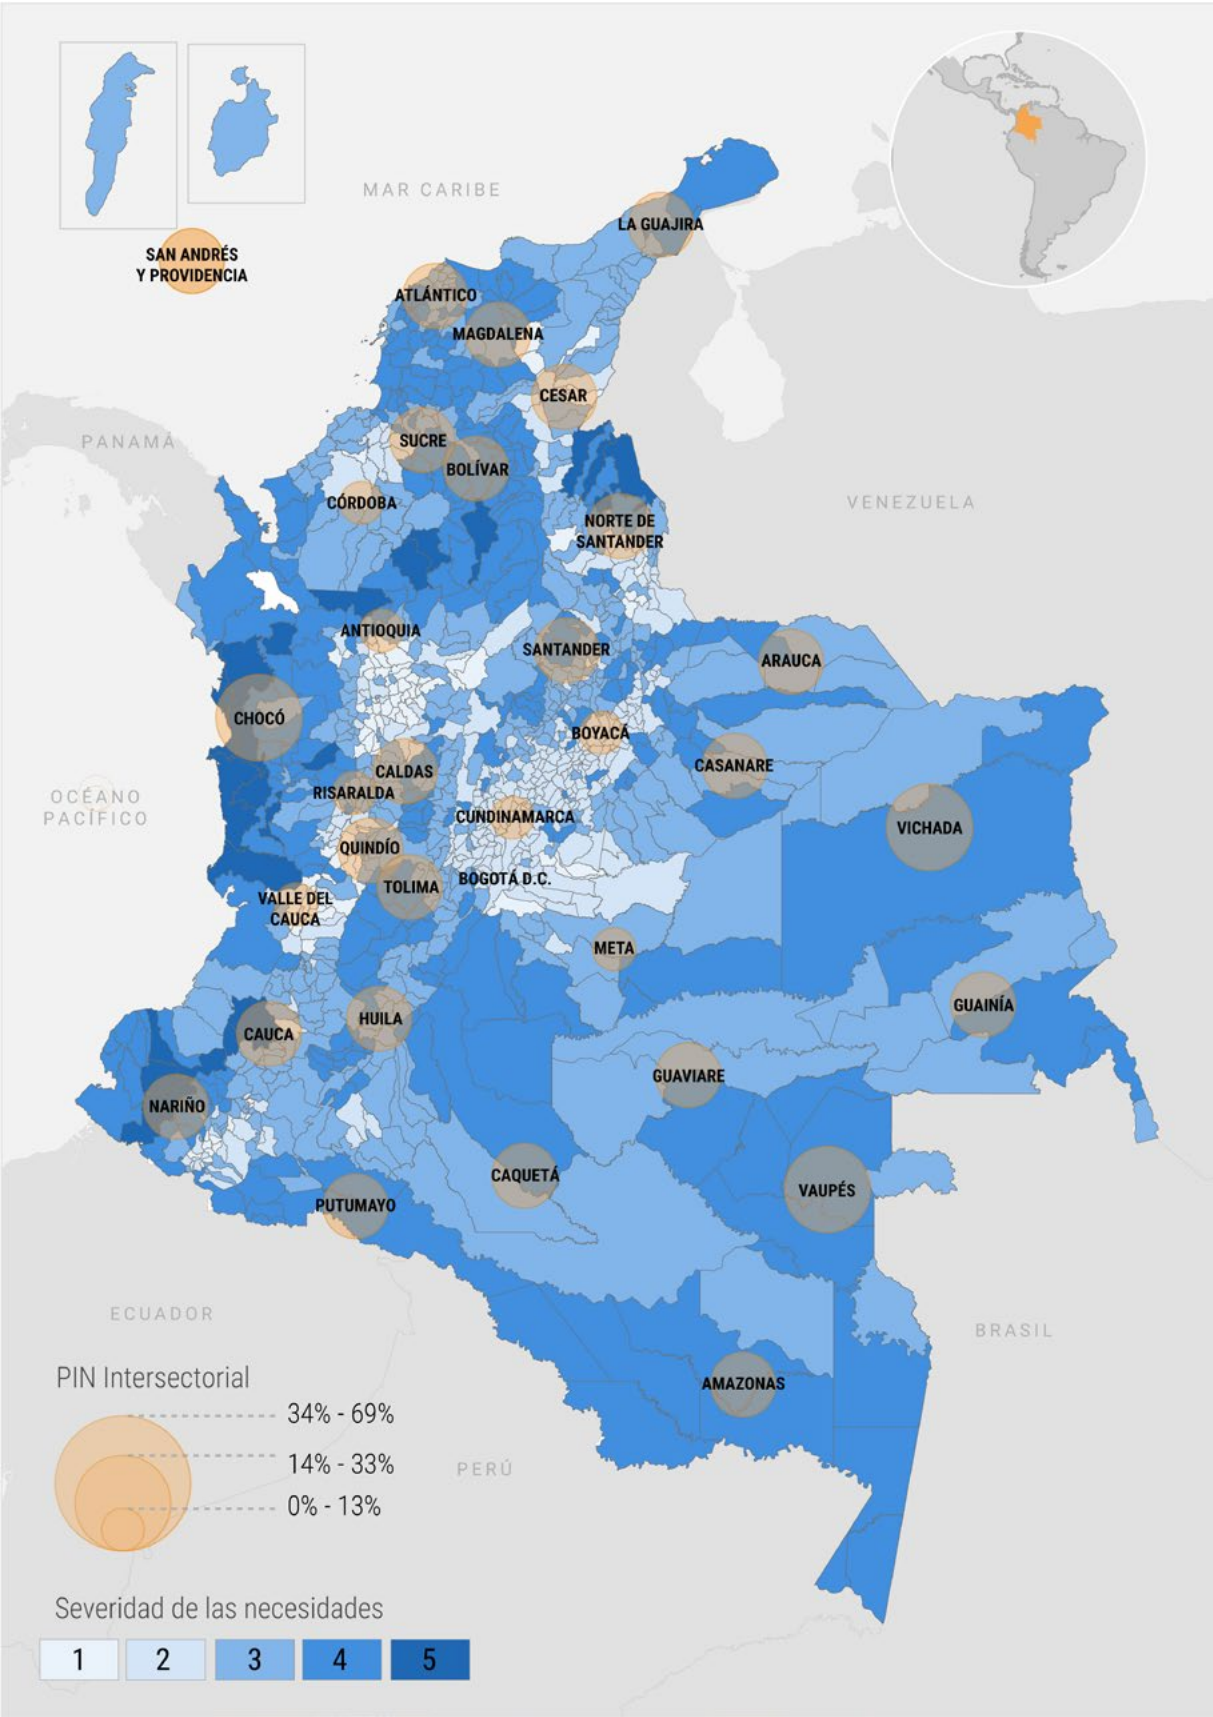 MAR CARIBE
LA GUAJIRA
SAN ANDRÉS
Y PROVIDENCIA
ATLÁNTICO
MAGDALENA
CESAR
PANAMÁ
SUCRE
BOLÍVAR
CÓRDOBA
VENEZUELA
NORTE DE
SANTANDER
ANTIOQUIA
SANTANDER
ARAUCA
CHOCÓ
BOYACÁ
CASANARE
CALDAS
RISARALDA
OCÉANO
PACÍFICO
CUNDINAMARCA
VICHADA
QUINDÍO
TOLIMA
BOGOTÁ D.C.
VALLE DEL
CAUCA
META
GUAINÍA
HUILA
CAUCA
GUAVIARE
NARIÑO
CAQUETÁ
VAUPÉS
PUTUMAYO
ECUADOR
BRASIL
AMAZONAS
PERÚ
PIN Intersectorial
34% - 69%
14% - 33%
0% - 13%
Severidad de las necesidades
1 2 3 4 5